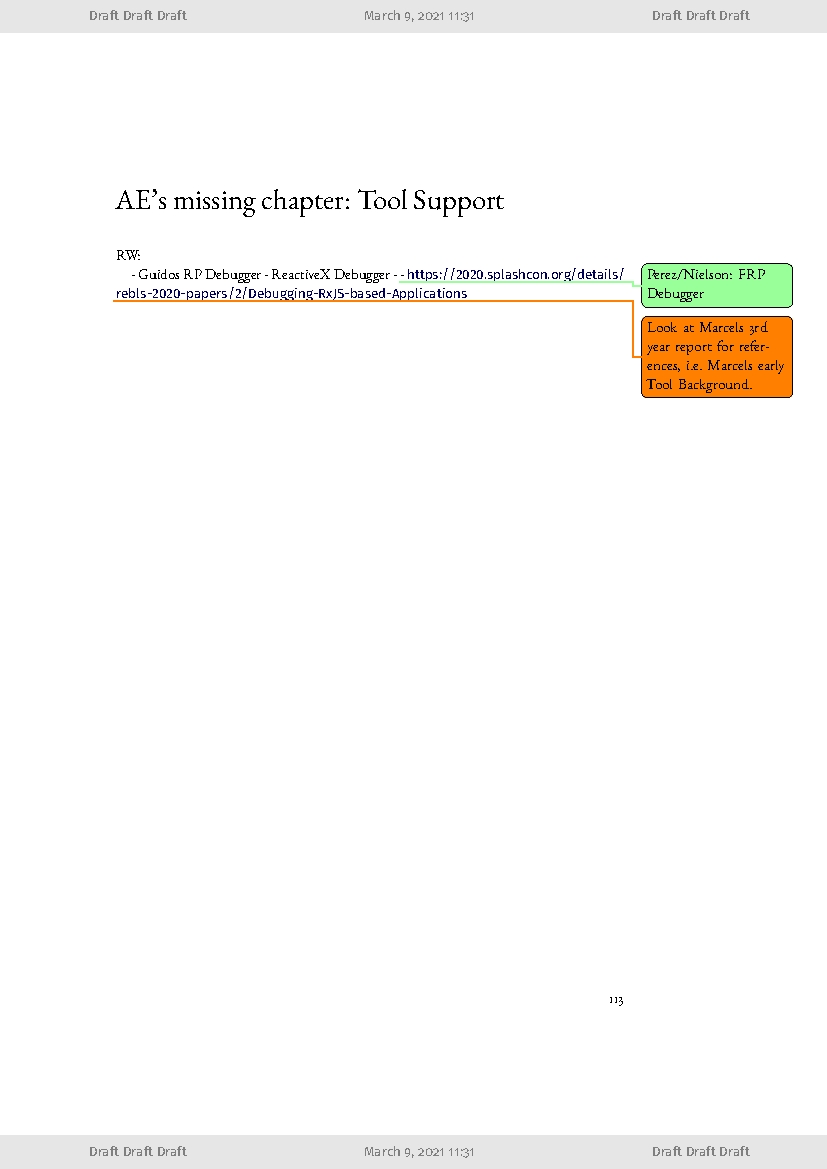 Draft Draft Draft March 9, 2021 11:31 Draft Draft Draft
AE's missing chapter: Tool Support
RW:
- Guidos RP Debugger - ReactiveX Debugger - - https://2020.splashcon.org/details/
rebls-2020-papers/2/Debugging-RxJS-based-Applications
Perez/Nielson: FRP
Debugger
Look at Marcels 3rd
year report for refer-
ences, i.e. Marcels early
Tool Background.
113
Draft Draft Draft March 9, 2021 11:31 Draft Draft Draft